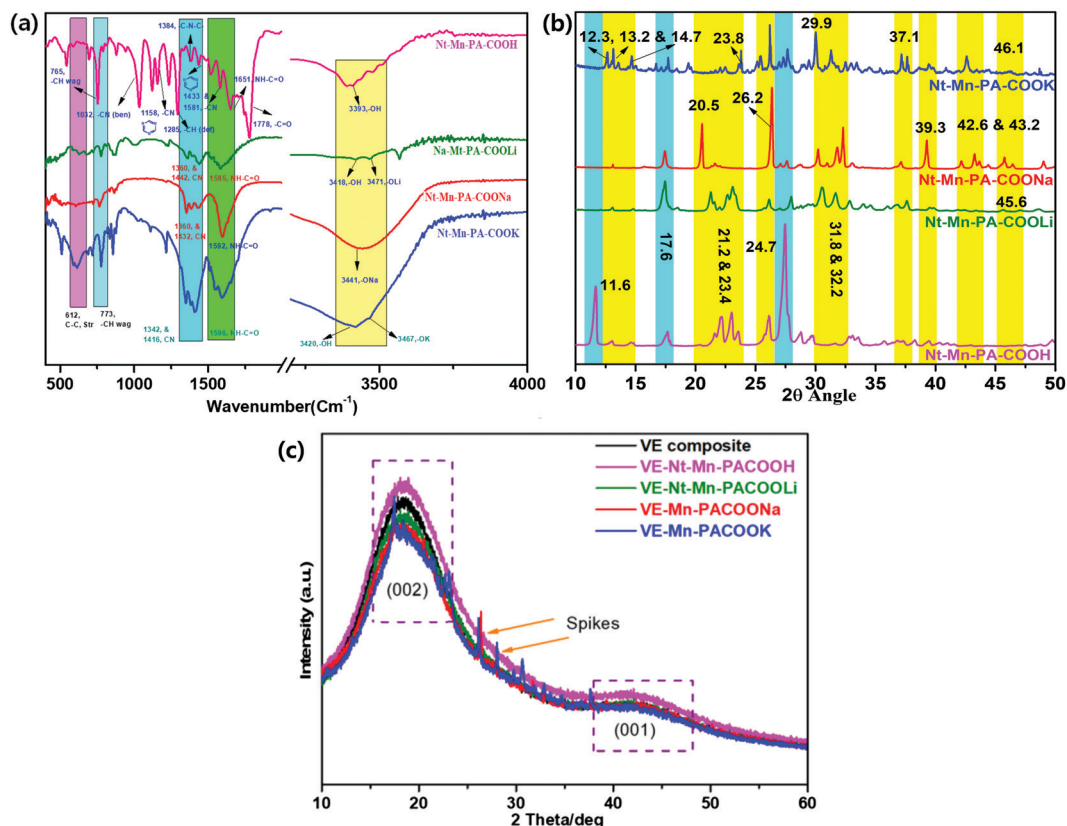 (a)
1384, -C-N-C-
Nt-Mn-PA-COOH
765,
-CH wag
1433 &
1581, -CN
1651, NH-C=O
1032, -CN (ben)
1158, -CN
1285, -CH (def)
1778, -C=O
3393,-OH
Na-Mt-PA-COOLi
1360, &
1442, CN
1585, NH-C=O
3418,-OH
3471,-OLi
Nt-Mn-PA-COONa
Nt-Mn-PA-COOK
1360, &
1592, NH-C=O
3441,-ONa
612,
C-C, Str
773,
-CH wag
1342, &
1416, CN
1596, NH-C=O
3420,-OH
3467,-OK
400 500
1000
1500
3500
4000
Wavenumber(Cm-1)
(b)
12.3, 13.2 & 14.7
23.8
29.9
37.1
46.1
Nt-Mn-PA-COOK
20.5
26.2
39.3
42.6 & 43.2
Nt-Mn-PA-COONa
45.6
Nt-Mn-PA-COOLi
17.6
21.2 & 23.4
24.7
31.8 & 32.2
11.6
Nt-Mn-PA-COOH
10 15 20 25 30 35 40 45 50
2θ Angle
(c)
VE composite
VE-Nt-Mn-PACOOH
VE-Nt-Mn-PACOOLi
VE-Mn-PACOONa
VE-Mn-PACOOK
(002)
Spikes
(001)
Intensity (a.u.)
10 20 30 40 50 60
2 Theta/deg